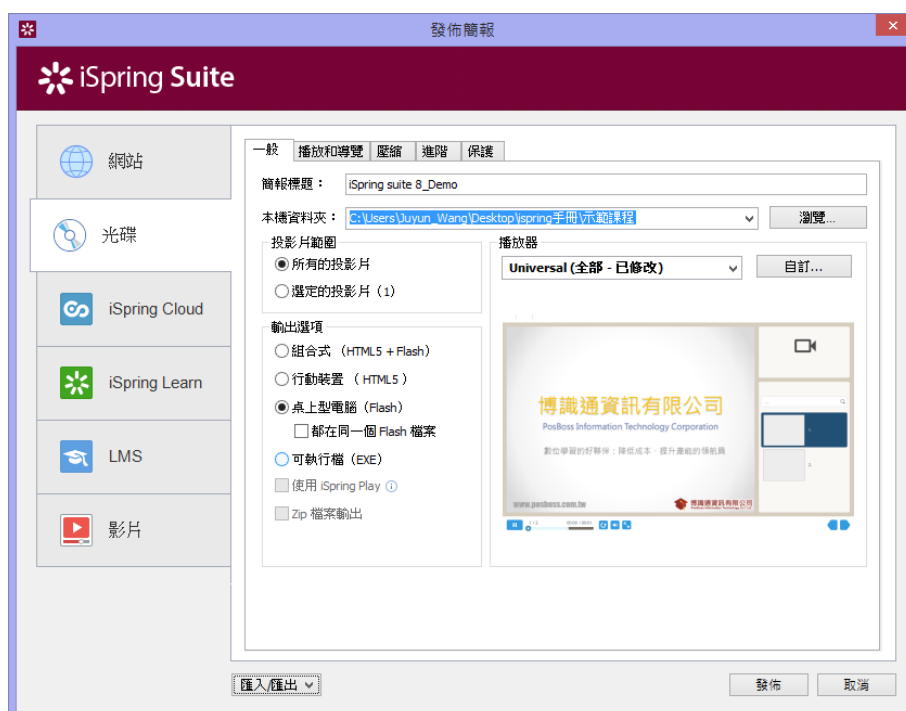 發佈簡報
iSpring Suite
網站
光碟
iSpring Cloud
iSpring Learn
LMS
影片
一般 播放和導覽 壓縮 進階 保護
簡報標題： iSpring suite 8_Demo
本機資料夾： C:\Users\Juyun_Wang\Desktop\ispring手冊\示範課程 瀏覽...
投影片範圍
所有的投影片
選定的投影片（1）
輸出選項
組合式 （HTML5 + Flash）
行動裝置 （ HTML5 ）
桌上型電腦（Flash）
都在同一個 Flash 檔案
可執行檔（EXE）
使用 iSpring Play
Zip 檔案輸出
播放器
Universal (全部 - 已修改) 自訂...
博識通資訊有限公司
PosBoss Information Technology Corporation
數位學習的好夥伴：降低成本、提升產能的領航員
www.posboss.com.tw 博識通資訊有限公司
1 / 2 00:00 / 00:01
匯入/匯出 發佈 取消